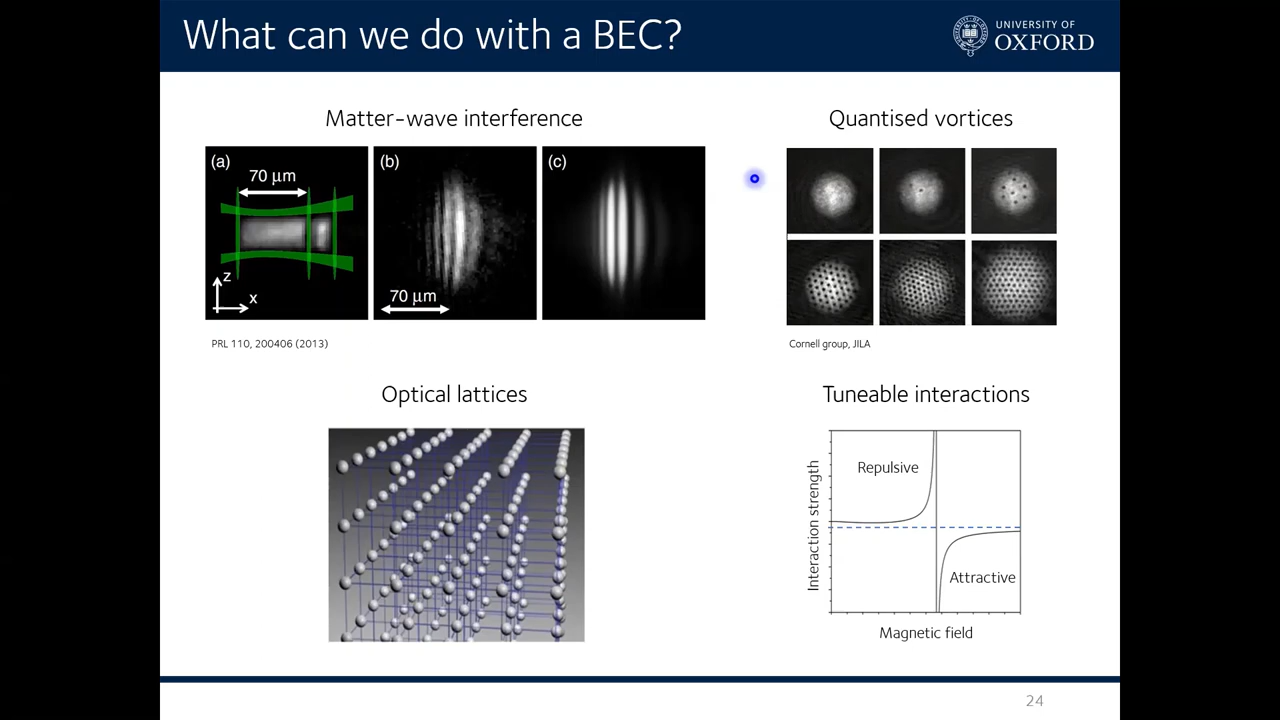 What can we do with a BEC?
UNIVERSITY OF
OXFORD
Matter-wave interference
(a)
70 μm
z
x
(b)
70 μm
(c)
PRL 110, 200406 (2013)
Quantised vortices
Cornell group, JILA
Optical lattices
Tuneable interactions
Interaction strength
Repulsive
Attractive
Magnetic field
24